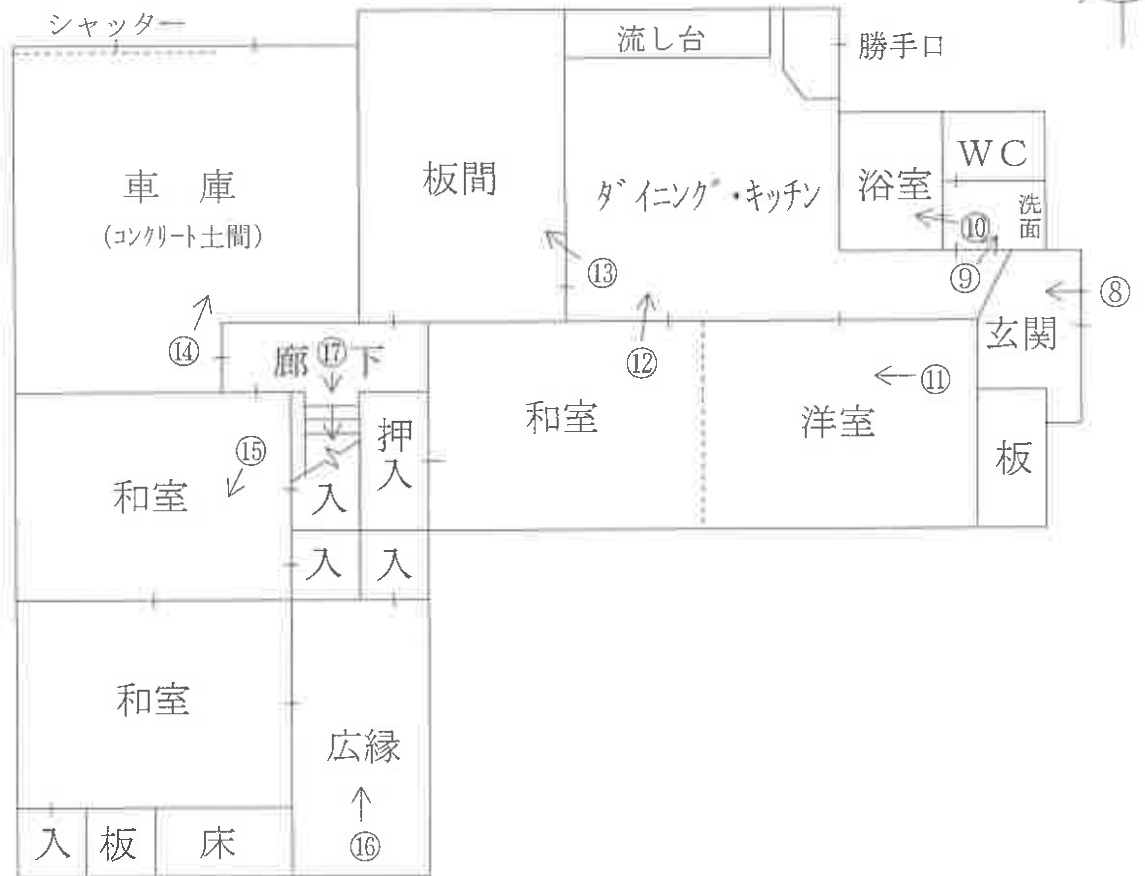 シャッター
流し台
勝手口
車 庫
(コンクリート土間)
板間
ダイニング・キッチン
浴室
WC
洗面
⑩
⑨
⑧
⑬
玄関
⑭
廊 ⑰ 下
⑫
⑪
和室
洋室
押入
板
⑮
和室
入
入
入
和室
広縁
⑯
入
板
床